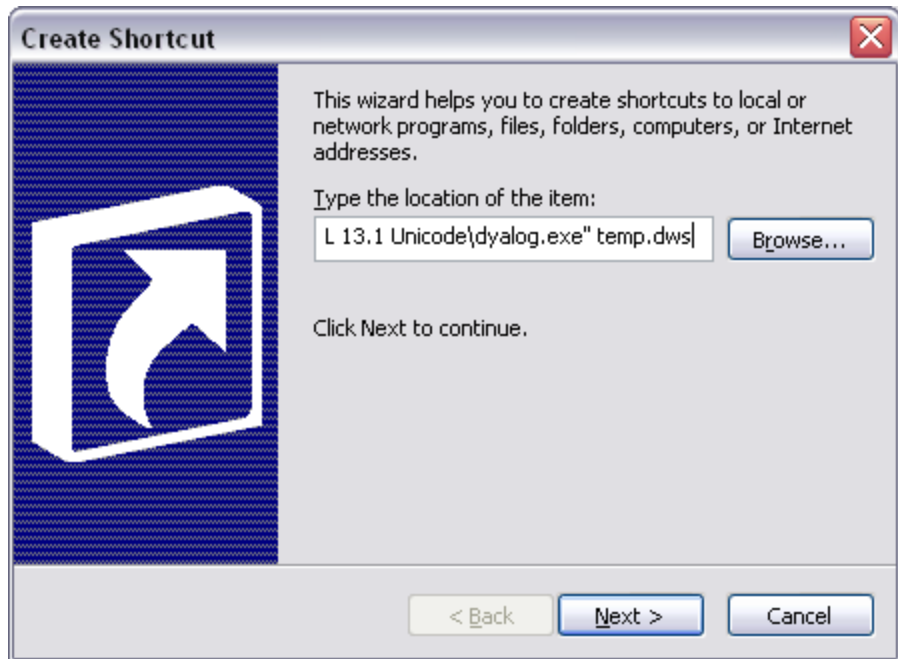 Create Shortcut
This wizard helps you to create shortcuts to local or
network programs, files, folders, computers, or Internet
addresses.
Type the location of the item:
L 13.1 Unicode\dyalog.exe" temp.dws
Browse...
Click Next to continue.
< Back
Next >
Cancel